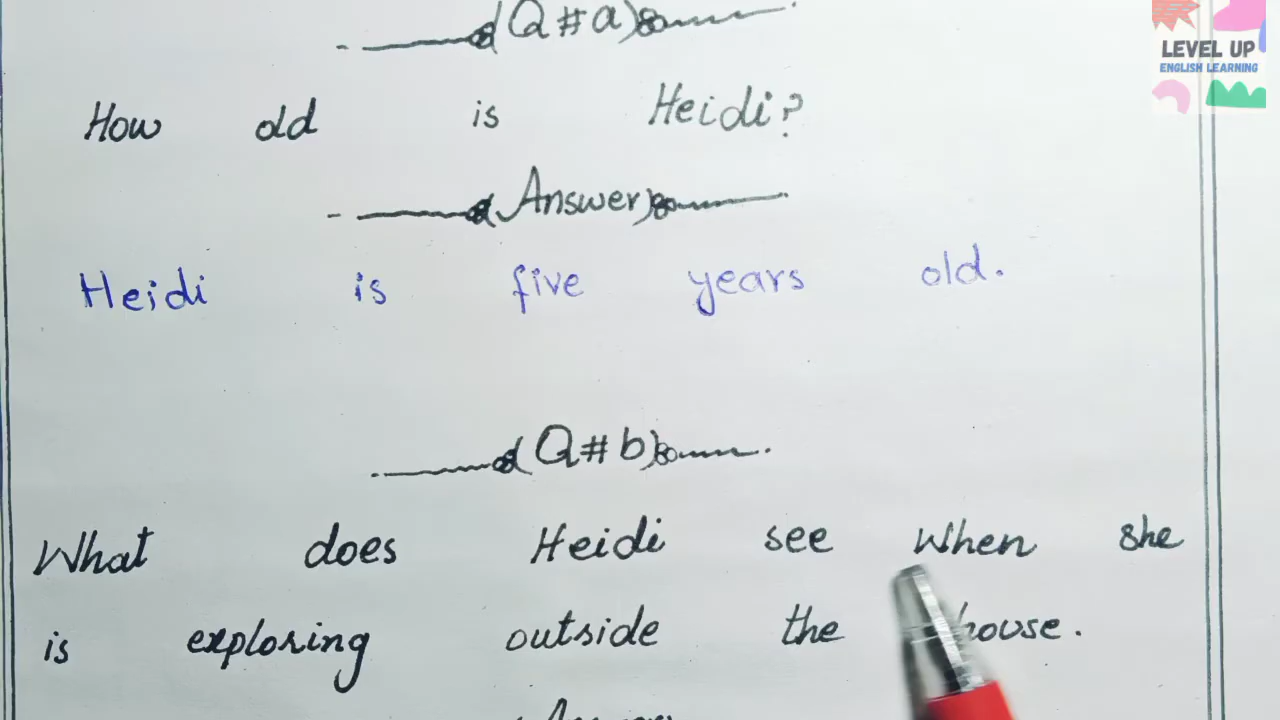 (Q # a)
LEVEL UP
ENGLISH LEARNING
How old is Heidi?
(Answer)
Heidi is five years old.
(Q # b)
What does Heidi see when she
is exploring outside the house.
Answer